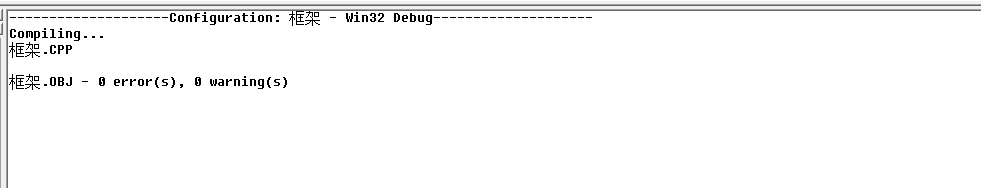 --------------------Configuration: 框架 - Win32 Debug--------------------
Compiling...
框架.CPP
框架.OBJ - 0 error(s), 0 warning(s)